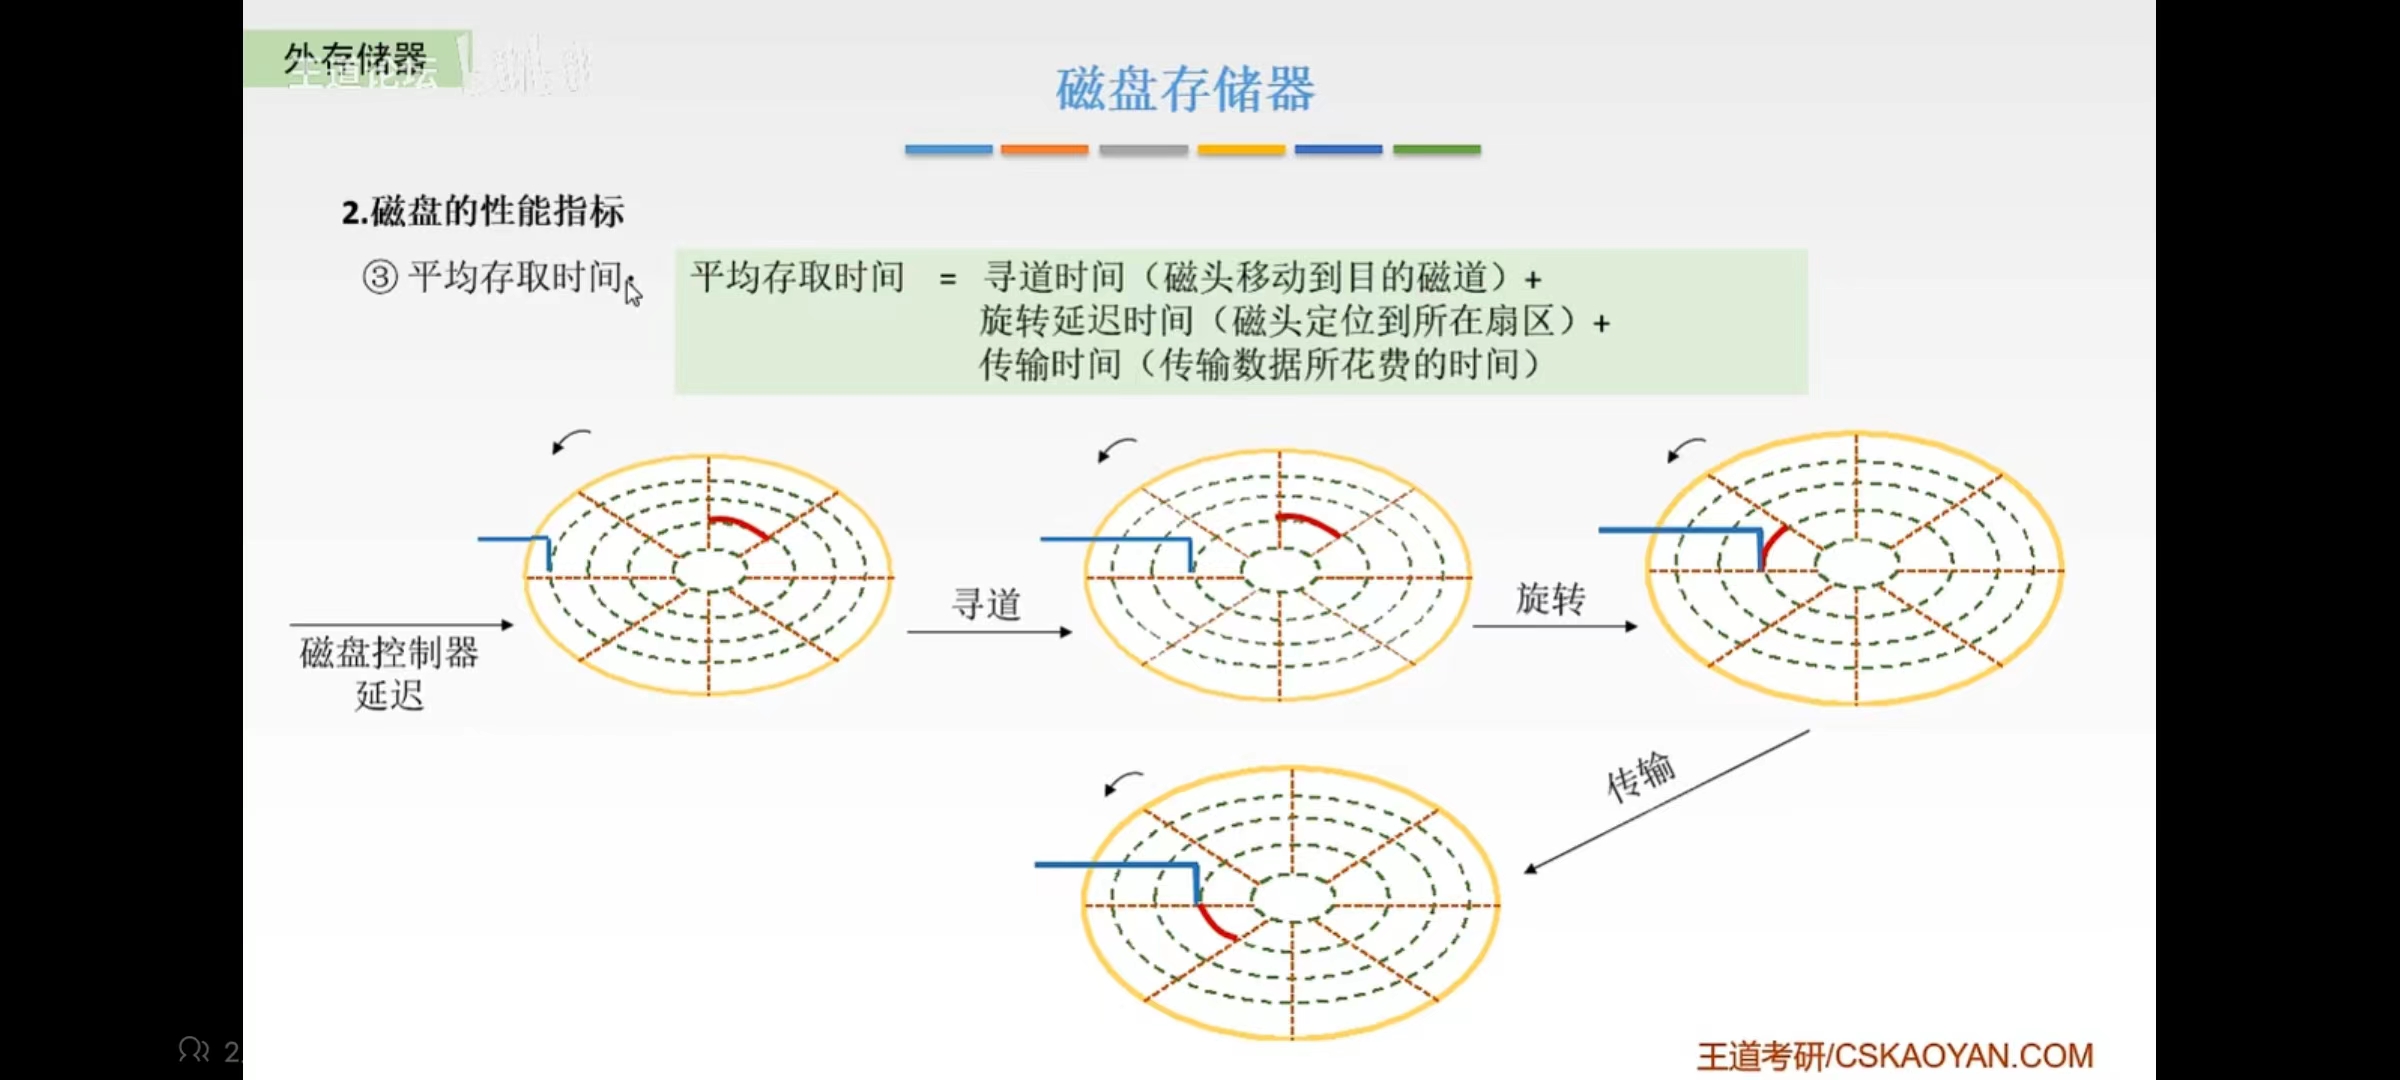 外存储器
王道论坛
磁盘存储器
2.磁盘的性能指标
③ 平均存取时间:
平均存取时间 = 寻道时间（磁头移动到目的磁道）+
旋转延迟时间（磁头定位到所在扇区）+
传输时间（传输数据所花费的时间）
磁盘控制器
延迟
寻道
旋转
传输
王道考研/CSKAOYAN.COM